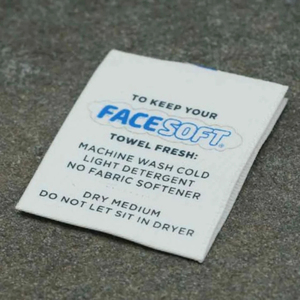 TO KEEP YOUR
FACESOFT®
TOWEL FRESH:
MACHINE WASH COLD
LIGHT DETERGENT
NO FABRIC SOFTENER
DRY MEDIUM
DO NOT LET SIT IN DRYER